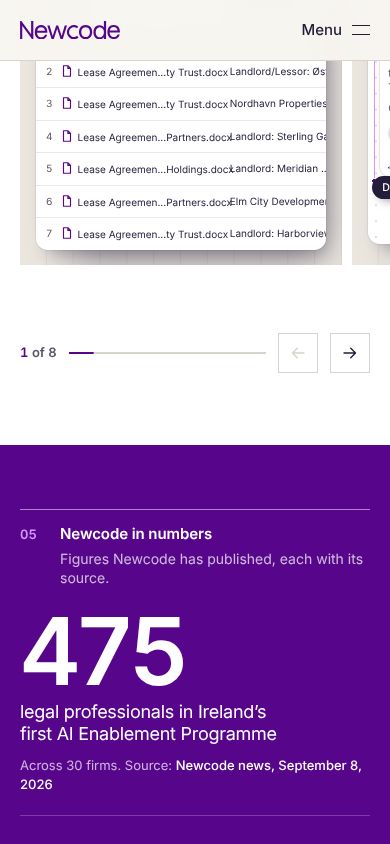 Newcode
Menu
2 Lease Agreemen...ty Trust.docx Landlord/Lessor: Øs
3 Lease Agreemen...ty Trust.docx Nordhavn Properties
4 Lease Agreemen...Partners.docx Landlord: Sterling Ga
5 Lease Agreemen...Holdings.docx Landlord: Meridian ..
6 Lease Agreemen...Partners.docx Elm City Developme
7 Lease Agreemen...ty Trust.docx Landlord: Harborview
D
1 of 8
05 Newcode in numbers
Figures Newcode has published, each with its
source.
475
legal professionals in Ireland’s
first AI Enablement Programme
Across 30 firms. Source: Newcode news, September 8,
2026